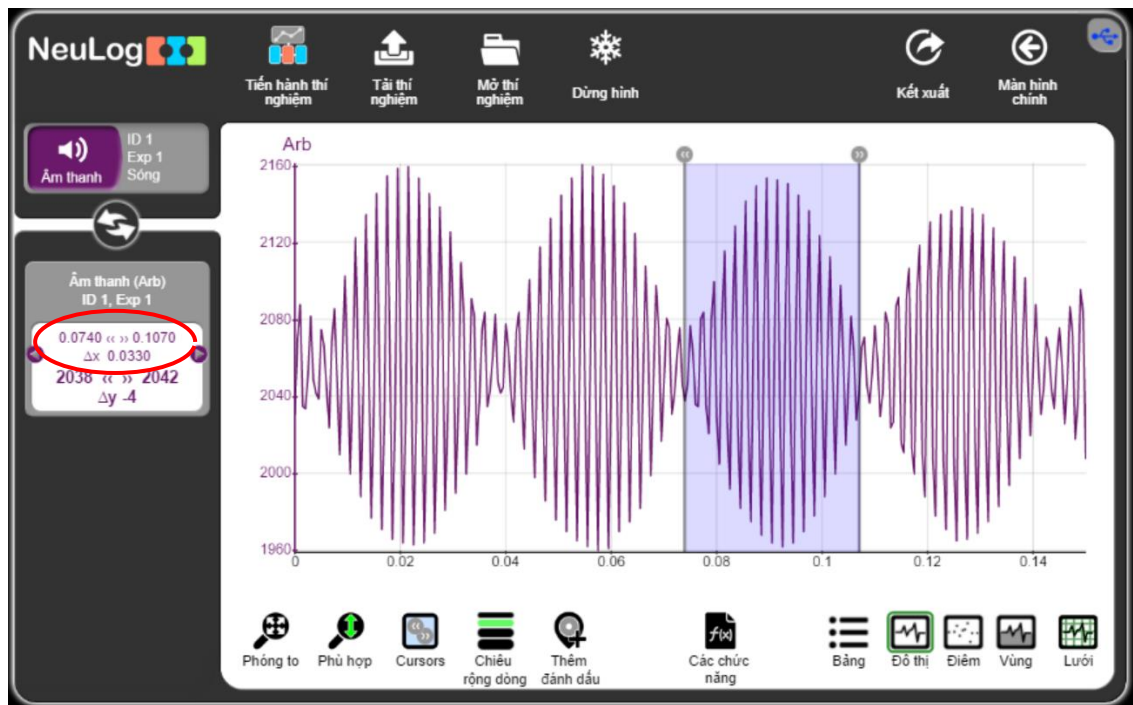 NeuLog
Tiến hành thí
nghiệm
Tải thí
nghiệm
Mở thí
nghiệm
Dừng hình
Kết xuất
Màn hình
chính
Âm thanh
ID 1
Exp 1
Sóng
Âm thanh (Arb)
ID 1, Exp 1
0.0740 ‹‹ ›› 0.1070
Δx 0.0330
2038 ‹‹ ›› 2042
Δy -4
Arb
2160
2120
2080
2040
2000
1960
0
0.02
0.04
0.06
0.08
0.1
0.12
0.14
Phóng to
Phù hợp
Cursors
Chiều
rộng dòng
Thêm
đánh dấu
f(x)
Các chức
năng
Bảng
Đồ thị
Điểm
Vùng
Lưới